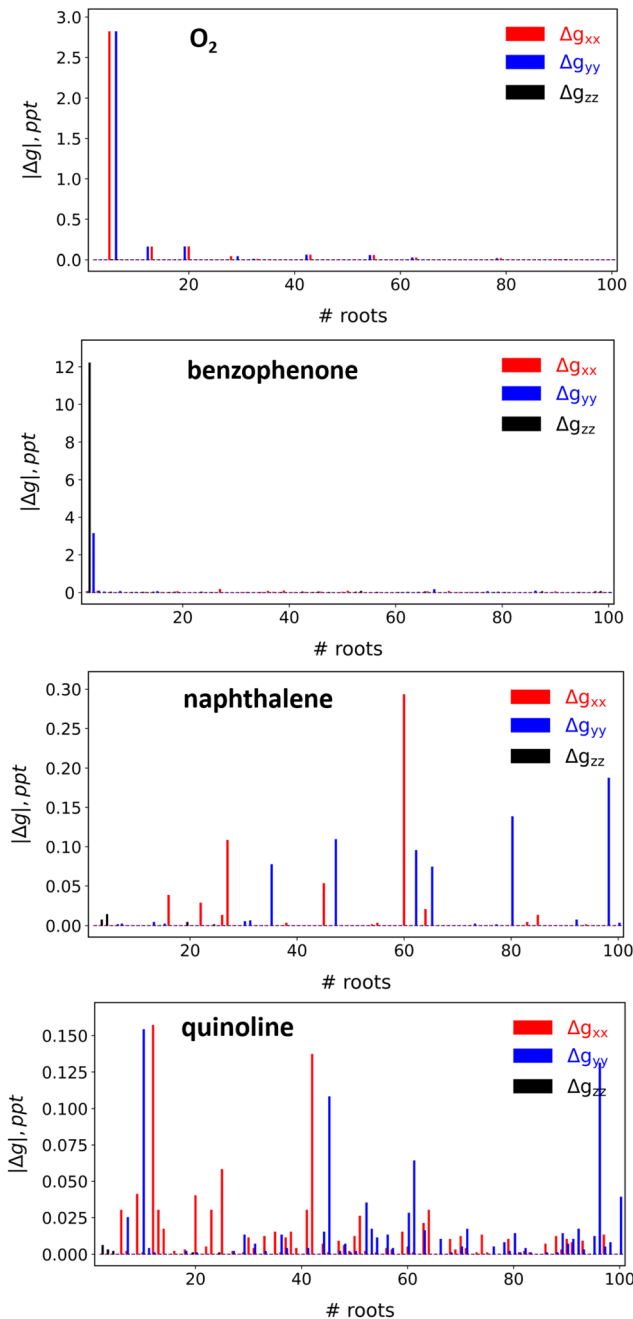 O₂
Δgxx
Δgyy
Δgzz
|Δg|, ppt
3.0
2.5
2.0
1.5
1.0
0.5
0.0
20 40 60 80 100
# roots
benzophenone
Δgxx
Δgyy
Δgzz
|Δg|, ppt
12
10
8
6
4
2
0
20 40 60 80 100
# roots
naphthalene
Δgxx
Δgyy
Δgzz
|Δg|, ppt
0.30
0.25
0.20
0.15
0.10
0.05
0.00
20 40 60 80 100
# roots
quinoline
Δgxx
Δgyy
Δgzz
|Δg|, ppt
0.150
0.125
0.100
0.075
0.050
0.025
0.000
20 40 60 80 100
# roots